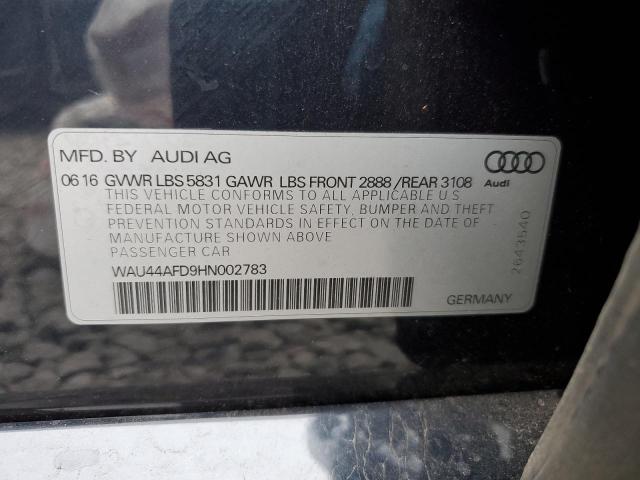 MFD. BY AUDI AG
06 16 GVWR LBS 5831 GAWR LBS FRONT 2888 /REAR 3108
Audi
THIS VEHICLE CONFORMS TO ALL APPLICABLE U S
FEDERAL MOTOR VEHICLE SAFETY, BUMPER AND THEFT
PREVENTION STANDARDS IN EFFECT ON THE DATE OF
MANUFACTURE SHOWN ABOVE
PASSENGER CAR
WAU44AFD9HN002783
GERMANY
2643540